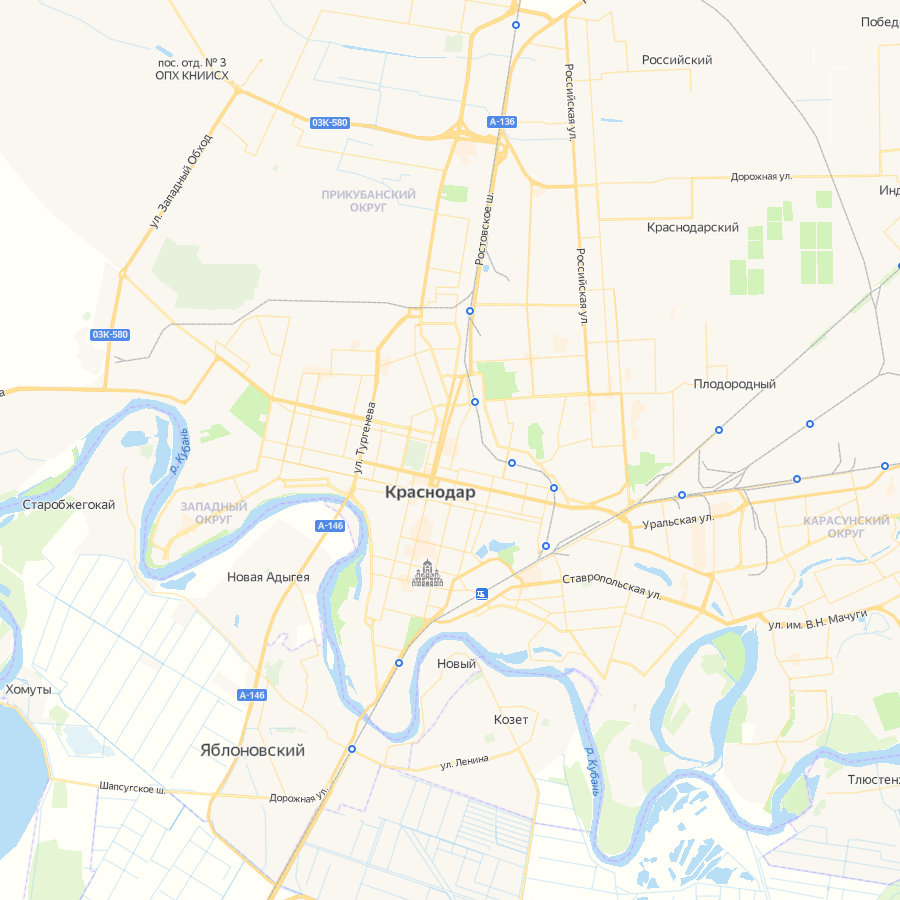 Побед
Российский
пос. отд. № 3
ОПХ КНИИСХ
Российская ул.
03К-580
А-136
ул. Западный Обход
Дорожная ул.
ПРИКУБАНСКИЙ
ОКРУГ
Инд
Ростовское ш.
Краснодарский
Российская ул.
03К-580
Плодородный
а
ул. Тургенева
р. Кубань
Краснодар
Старобжегокай
ЗАПАДНЫЙ
ОКРУГ
А-146
Уральская ул.
КАРАСУНСКИЙ
ОКРУГ
Новая Адыгея
Ставропольская ул.
ул. им. В.Н. Мачуги
Новый
Хомуты
А-146
Козет
Яблоновский
ул. Ленина
р. Кубань
Тлюстен
Шапсугское ш.
Дорожная ул.